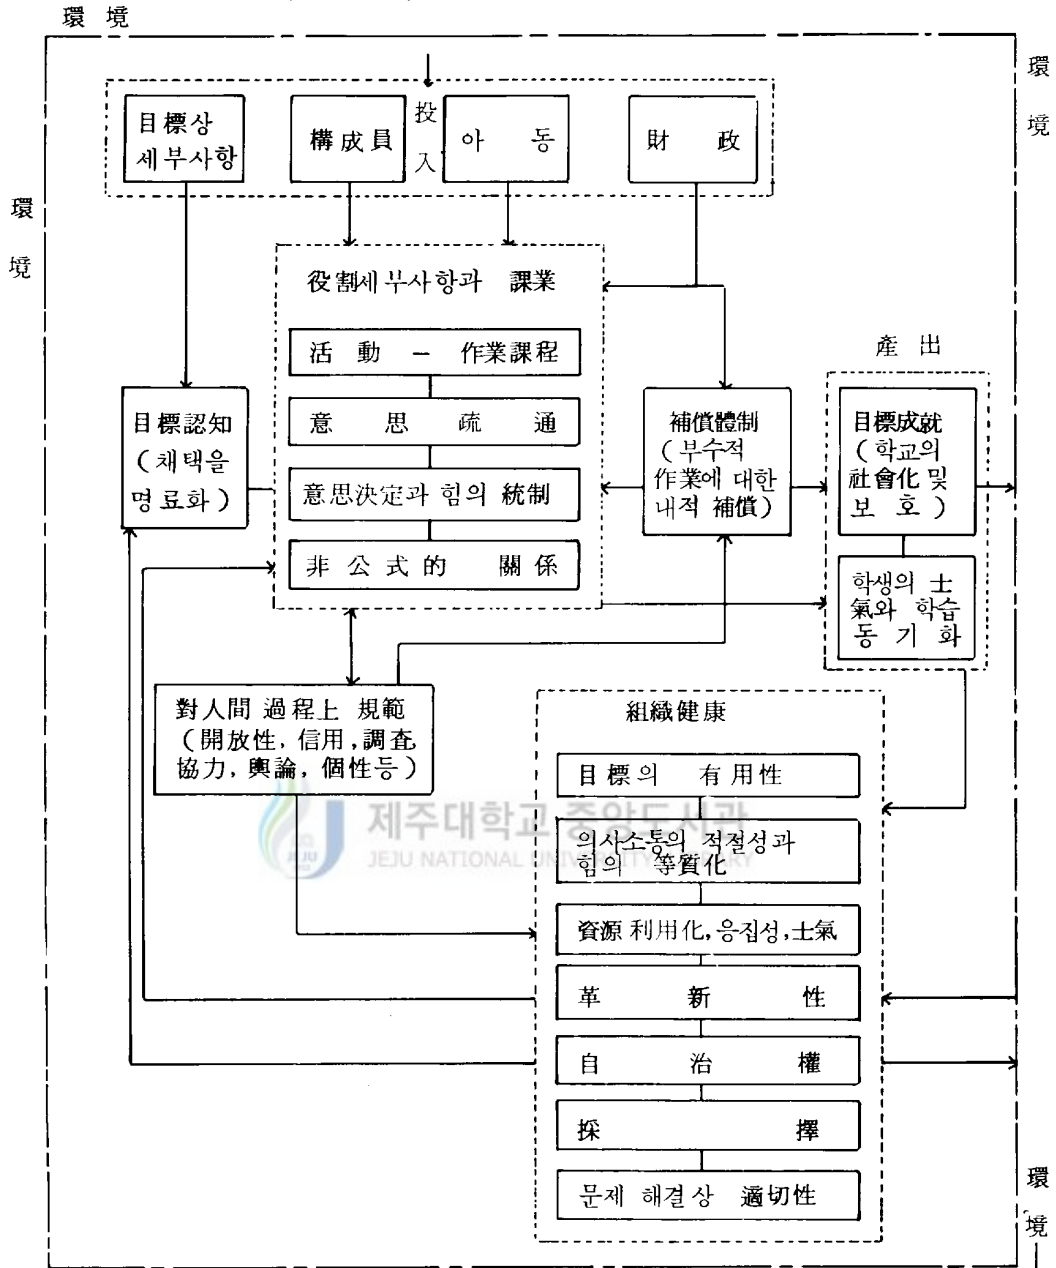 環 境
環
境
環
境
投
入
目標상
세부사항
構成員
아 동
財 政
役割세부사항과 課業
活 動 － 作業課程
意 思 疏 通
意思決定과 힘의 統制
非 公 式 的 關 係
目標認知
(채택을
명료화)
補償體制
(부수적
作業에 대한
내적 補償)
產 出
目標成就
(학교의
社會化 및
보 호)
학생의 士
氣와 학습
동 기 화
對人間 過程上 規範
(開放性, 信用, 調査,
協力, 輿論, 個性등)
組織健康
目標의 有用性
의사소통의 적절성과
힘의 等質化
資源 利用化, 응집성, 士氣
革 新 性
自 治 權
採 擇
문제 해결상 適切性
環
境
제주대학교 중앙도서관
JEJU NATIONAL UNIVERSITY LIBRARY
JEJU